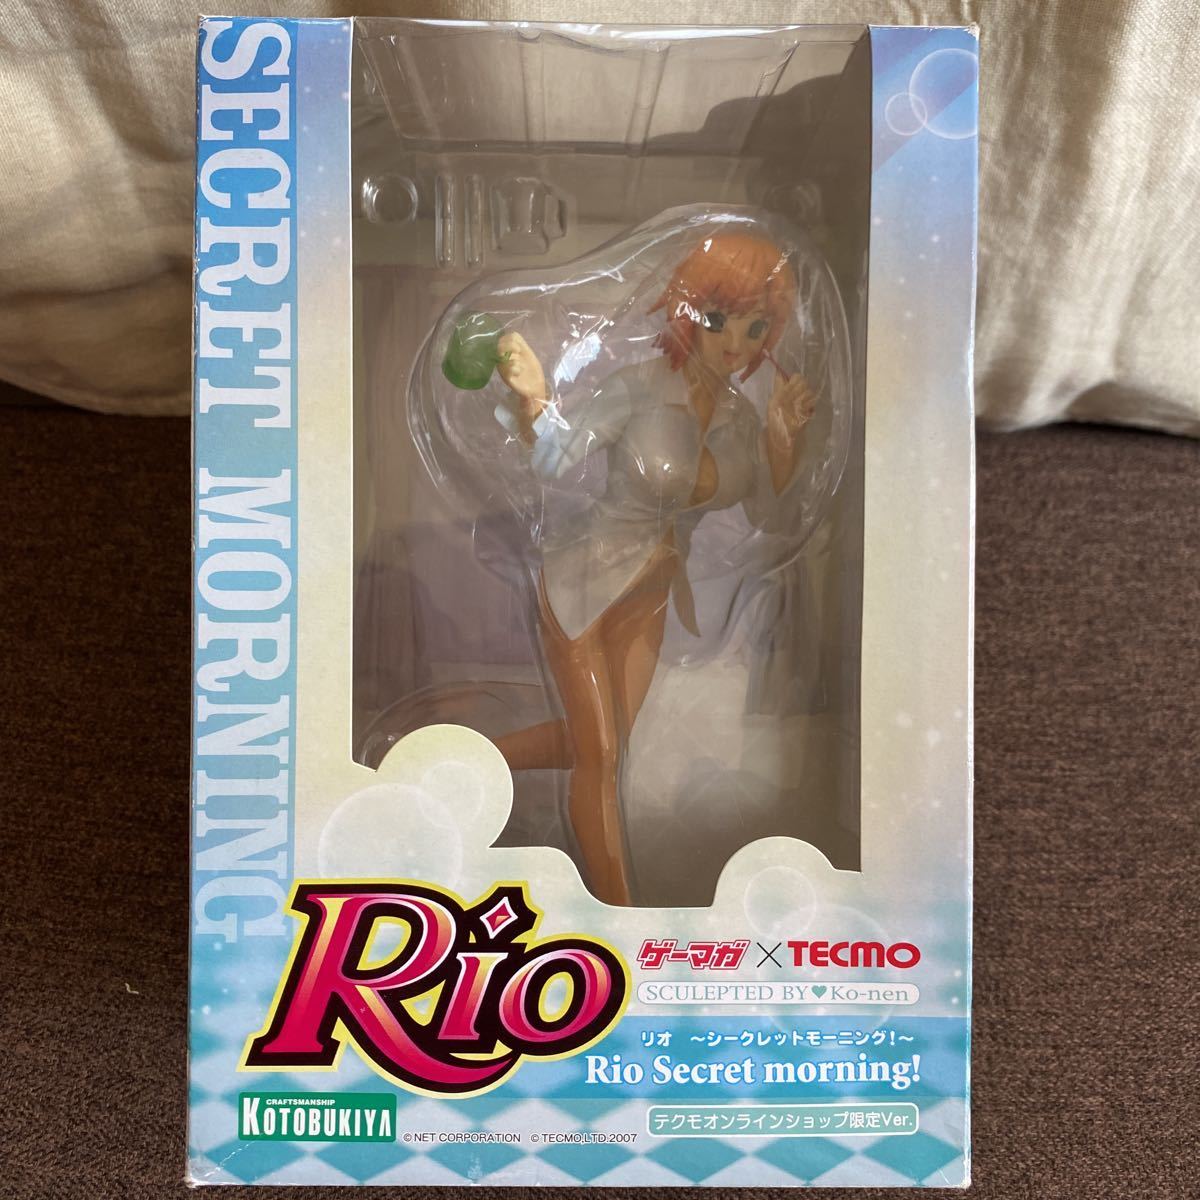 SECRET MORNING
Rio
ゲーマガ×TECMO
SCULEPTED BY♥Ko-nen
リオ ～シークレットモーニング!～
Rio Secret morning!
テクモオンラインショップ限定Ver.
CRAFTSMANSHIP
KOTOBUKIYA
©NET CORPORATION ©TECMO,LTD.2007